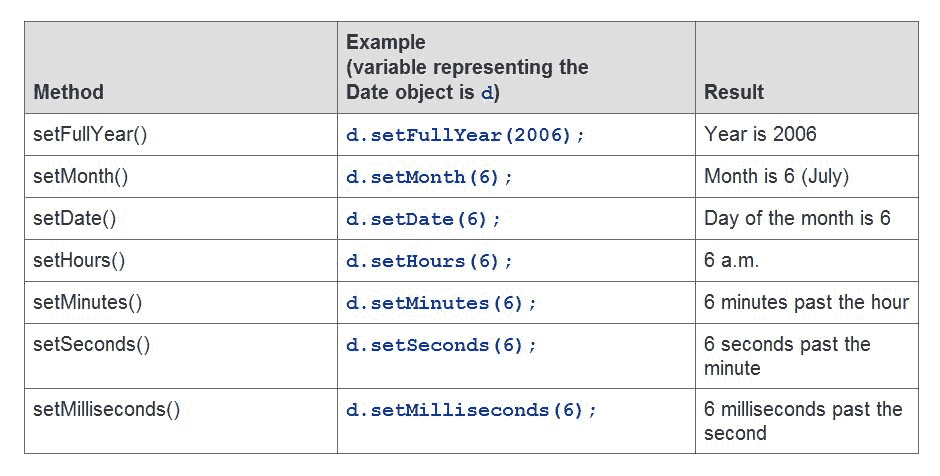 Method
Example
(variable representing the
Date object is d)
Result
setFullYear()
d.setFullYear(2006);
Year is 2006
setMonth()
d.setMonth(6);
Month is 6 (July)
setDate()
d.setDate(6);
Day of the month is 6
setHours()
d.setHours(6);
6 a.m.
setMinutes()
d.setMinutes(6);
6 minutes past the hour
setSeconds()
d.setSeconds(6);
6 seconds past the
minute
setMilliseconds()
d.setMilliseconds(6);
6 milliseconds past the
second